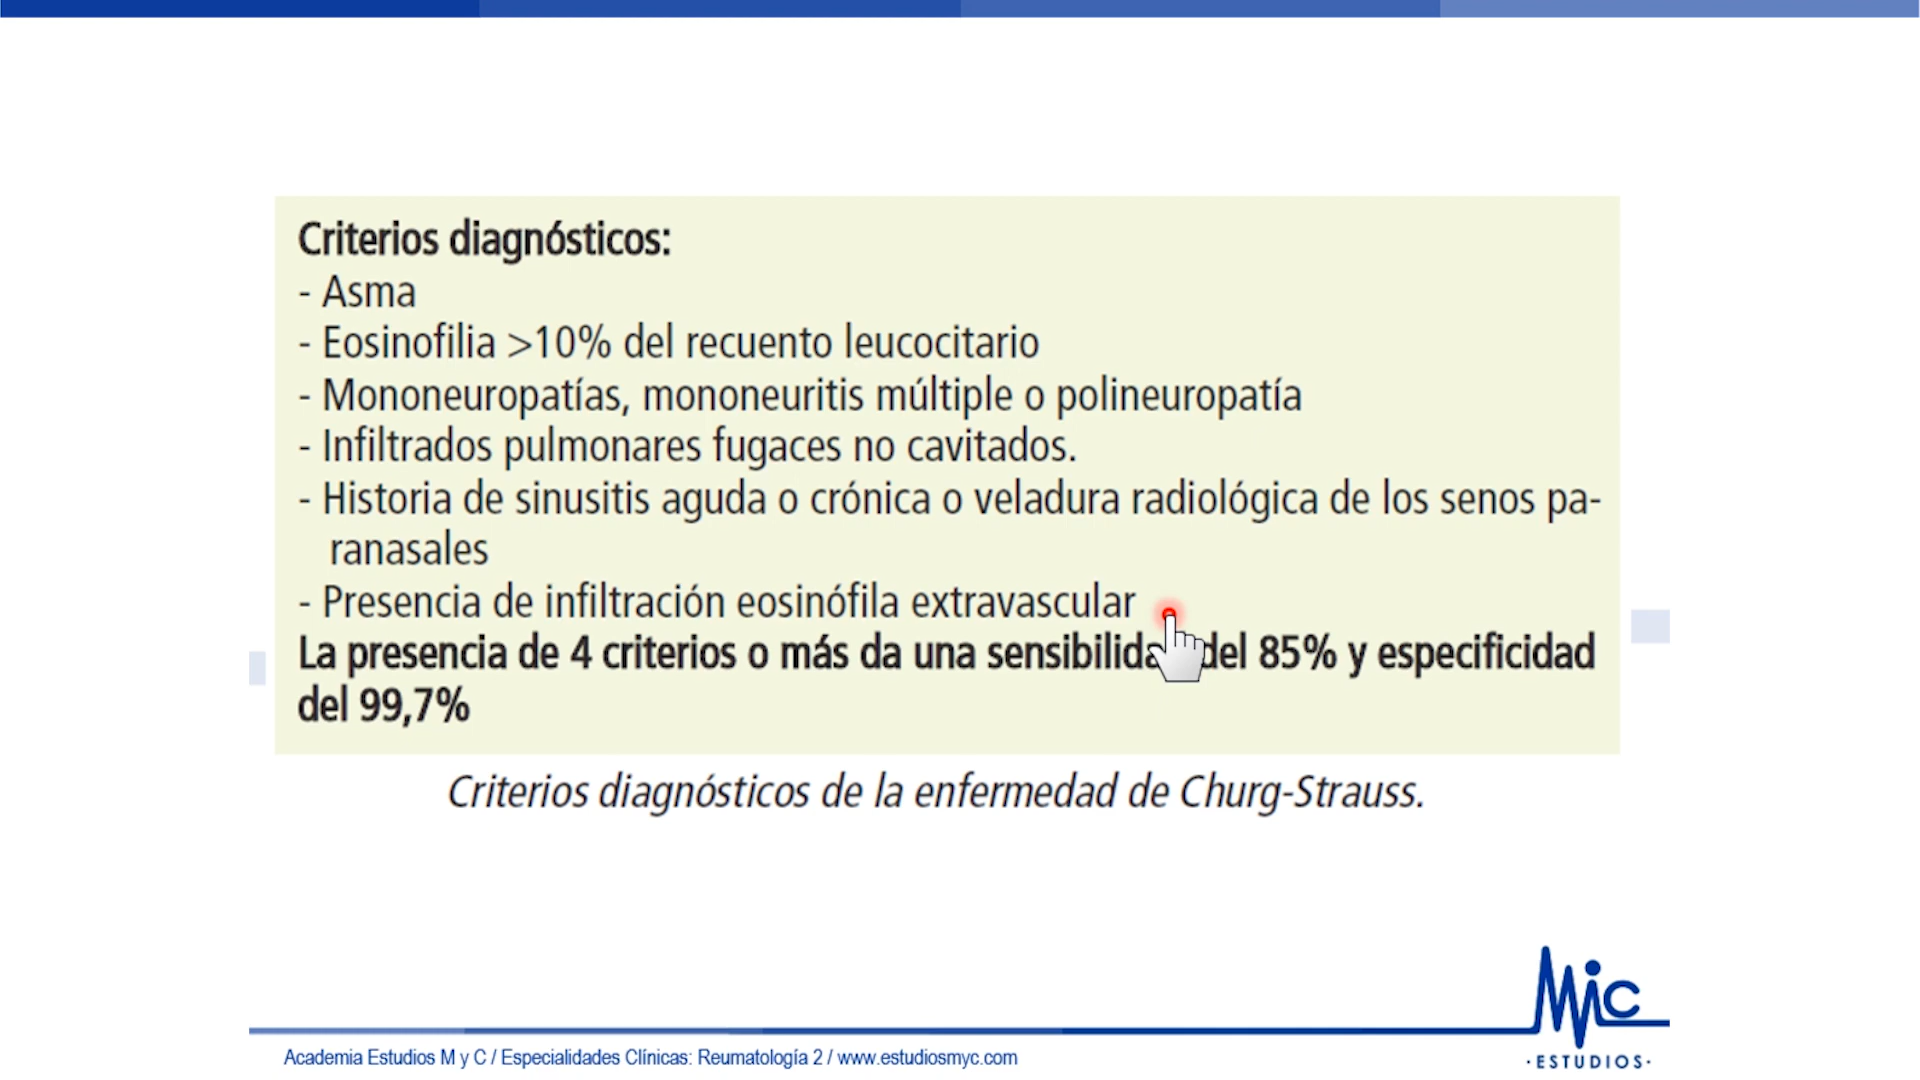 Criterios diagnósticos:
- Asma
- Eosinofilia >10% del recuento leucocitario
- Mononeuropatías, mononeuritis múltiple o polineuropatía
- Infiltrados pulmonares fugaces no cavitados.
- Historia de sinusitis aguda o crónica o veladura radiológica de los senos pa-
ranasales
- Presencia de infiltración eosinófila extravascular
La presencia de 4 criterios o más da una sensibilidad del 85% y especificidad
del 99,7%
Criterios diagnósticos de la enfermedad de Churg-Strauss.
MiC
·ESTUDIOS·
Academia Estudios M y C / Especialidades Clínicas: Reumatología 2 / www.estudiosmyc.com